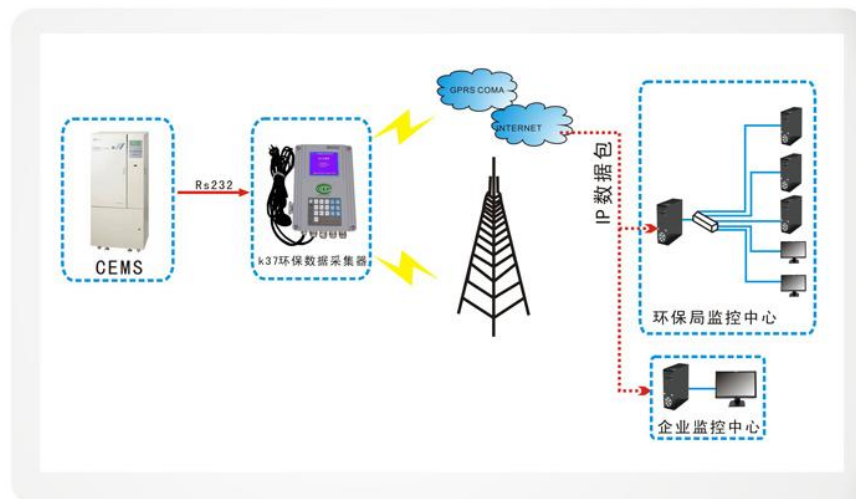 GPRS COMA
INTERNET
Rs232
IP数据包
CEMS
k37环保数据采集器
环保局监控中心
企业监控中心